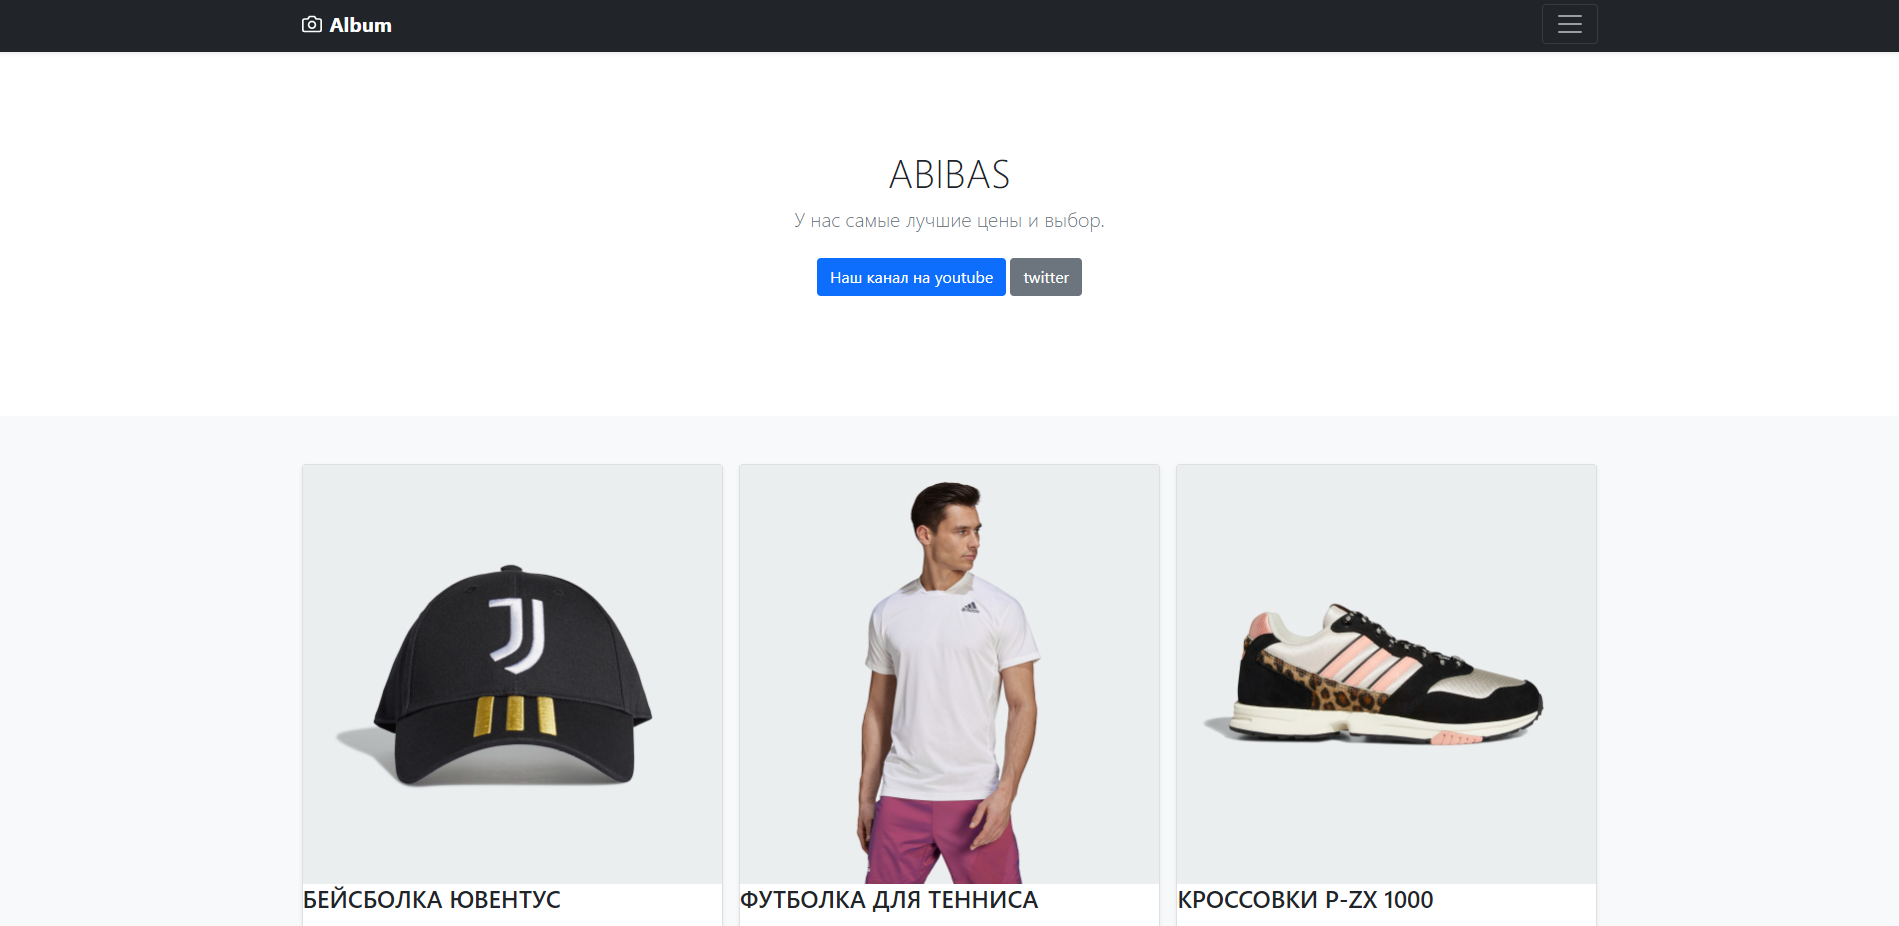 Album
ABIBAS
У нас самые лучшие цены и выбор.
Наш канал на youtube twitter
БЕЙСБОЛКА ЮВЕНТУС
ФУТБОЛКА ДЛЯ ТЕННИСА
КРОССОВКИ P-ZX 1000